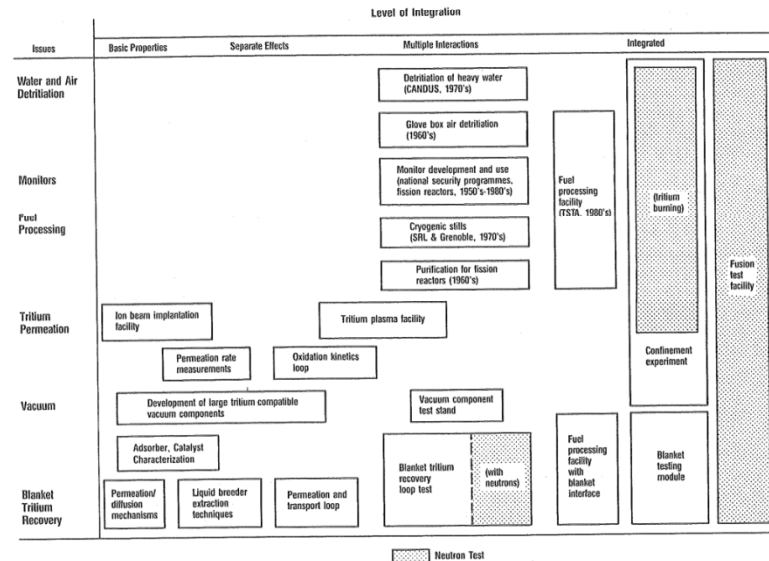 Level of Integration
Issues
Basic Properties
Separate Effects
Multiple Interactions
Integrated
Water and Air
Detritiation
Detritiation of heavy water
(CANDUS, 1970's)
Glove box air detritiation
(1960's)
Monitors
Monitor development and use
(national security programmes,
fission reactors, 1950's-1980's)
Fuel
processing
facility
(TSTA, 1980's)
(tritium
burning)
Fuel
Processing
Cryogenic stills
(SRL & Grenoble, 1970's)
Purification for fission
reactors (1960's)
Fusion
test
facility
Tritium
Permeation
Ion beam implantation
facility
Tritium plasma facility
Permeation rate
measurements
Oxidation kinetics
loop
Confinement
experiment
Vacuum
Development of large tritium compatible
vacuum components
Vacuum component
test stand
Adsorber, Catalyst
Characterization
Blanket
Tritium
Recovery
Permeation/
diffusion
mechanisms
Liquid breeder
extraction
techniques
Permeation and
transport loop
Blanket tritium
recovery
loop test
(with
neutrons)
Fuel
processing
facility
with
blanket
interface
Blanket
testing
module
Neutron Test